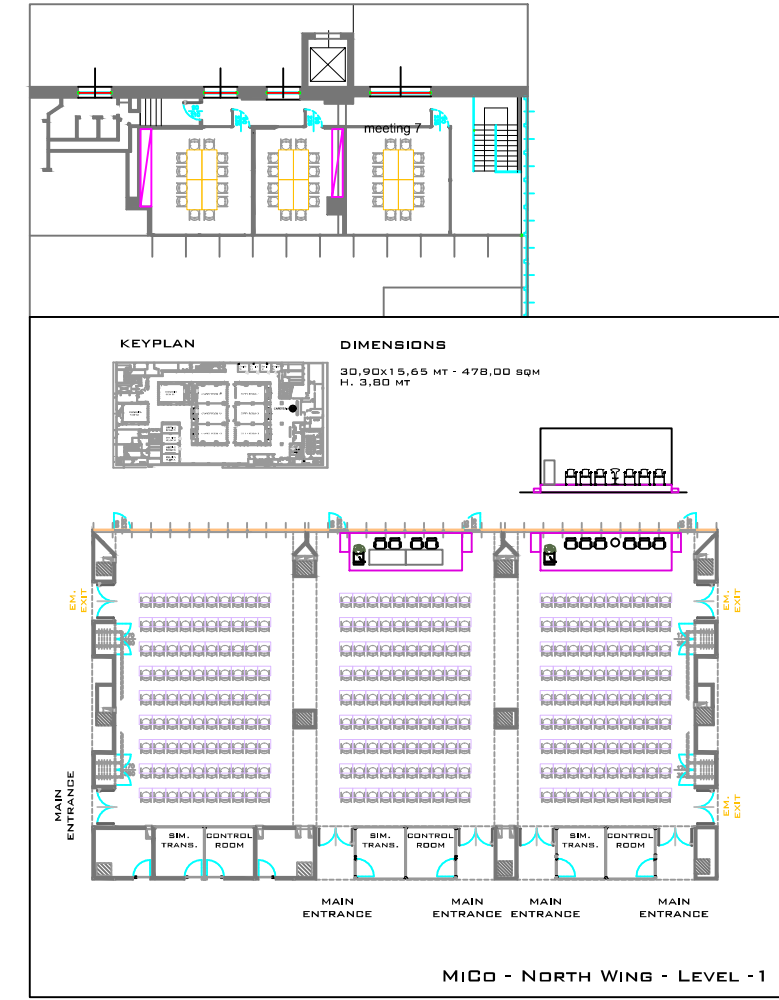 meeting 7
KEYPLAN
DIMENSIONS
30,90x15,65 MT - 478,00 SQM
H. 3,80 MT
EM.
EXIT
EM.
EXIT
MAIN
ENTRANCE
EM.
EXIT
SIM.
TRANS.
CONTROL
ROOM
SIM.
TRANS.
CONTROL
ROOM
SIM.
TRANS.
CONTROL
ROOM
MAIN
ENTRANCE
MAIN
ENTRANCE
MAIN
ENTRANCE
MAIN
ENTRANCE
MiCo - North Wing - Level -1